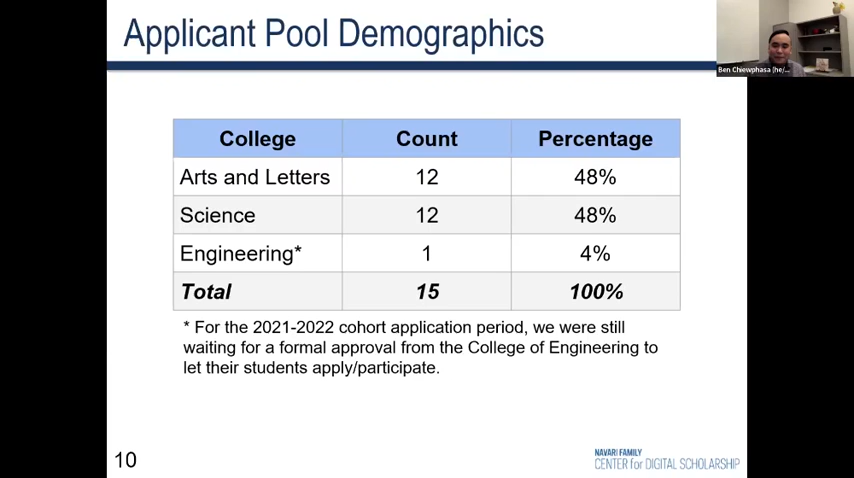 Applicant Pool Demographics
Ben Chiewphasa (he/...
College Count Percentage
Arts and Letters 12 48%
Science 12 48%
Engineering* 1 4%
Total 15 100%
* For the 2021-2022 cohort application period, we were still
waiting for a formal approval from the College of Engineering to
let their students apply/participate.
10
NAVARI FAMILY
CENTER for DIGITAL SCHOLARSHIP